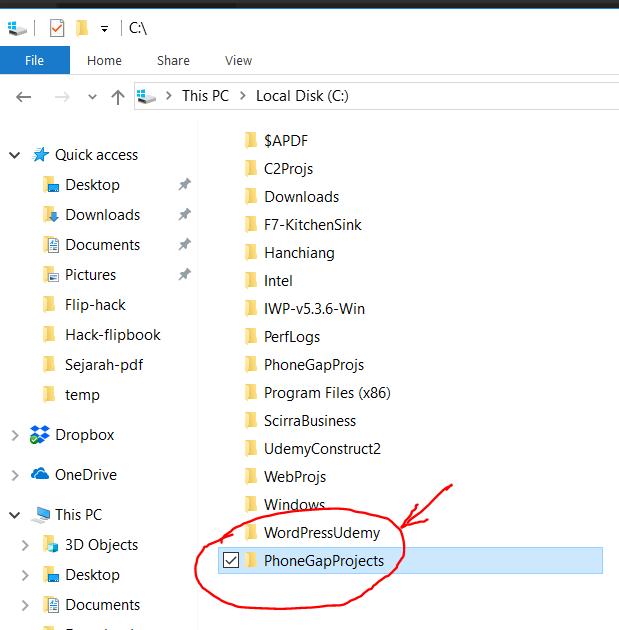 C:\
File Home Share View
This PC > Local Disk (C:)
Quick access
Desktop
Downloads
Documents
Pictures
Flip-hack
Hack-flipbook
Sejarah-pdf
temp
Dropbox
OneDrive
This PC
3D Objects
Desktop
Documents
$APDF
C2Projs
Downloads
F7-KitchenSink
Hanchiang
Intel
IWP-v5.3.6-Win
PerfLogs
PhoneGapProjs
Program Files (x86)
ScirraBusiness
UdemyConstruct2
WebProjs
Windows
WordPressUdemy
PhoneGapProjects